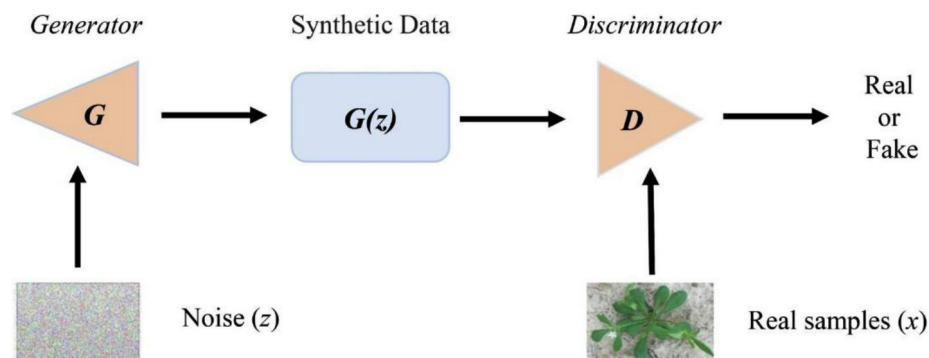 Generator
Synthetic Data
Discriminator
G
G(z)
D
Real
or
Fake
Noise (z)
Real samples (x)